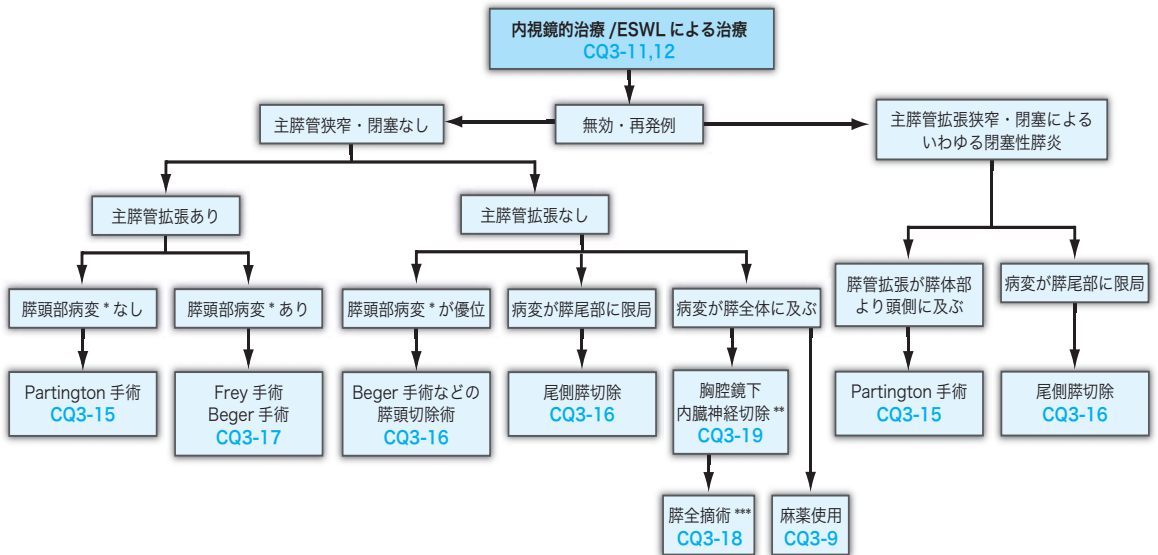 内視鏡的治療 /ESWL による治療
CQ3-11,12
主膵管狭窄・閉塞なし
無効・再発例
主膵管拡張狭窄・閉塞による
いわゆる閉塞性膵炎
主膵管拡張あり
主膵管拡張なし
膵頭部病変 * なし
膵頭部病変 * あり
膵頭部病変 * が優位
病変が膵尾部に限局
病変が膵全体に及ぶ
膵管拡張が膵体部
より頭側に及ぶ
病変が膵尾部に限局
Partington 手術
CQ3-15
Frey 手術
Beger 手術
CQ3-17
Beger 手術などの
膵頭切除術
CQ3-16
尾側膵切除
CQ3-16
胸腔鏡下
内臓神経切除 **
CQ3-19
Partington 手術
CQ3-15
尾側膵切除
CQ3-16
膵全摘術 ***
CQ3-18
麻薬使用
CQ3-9